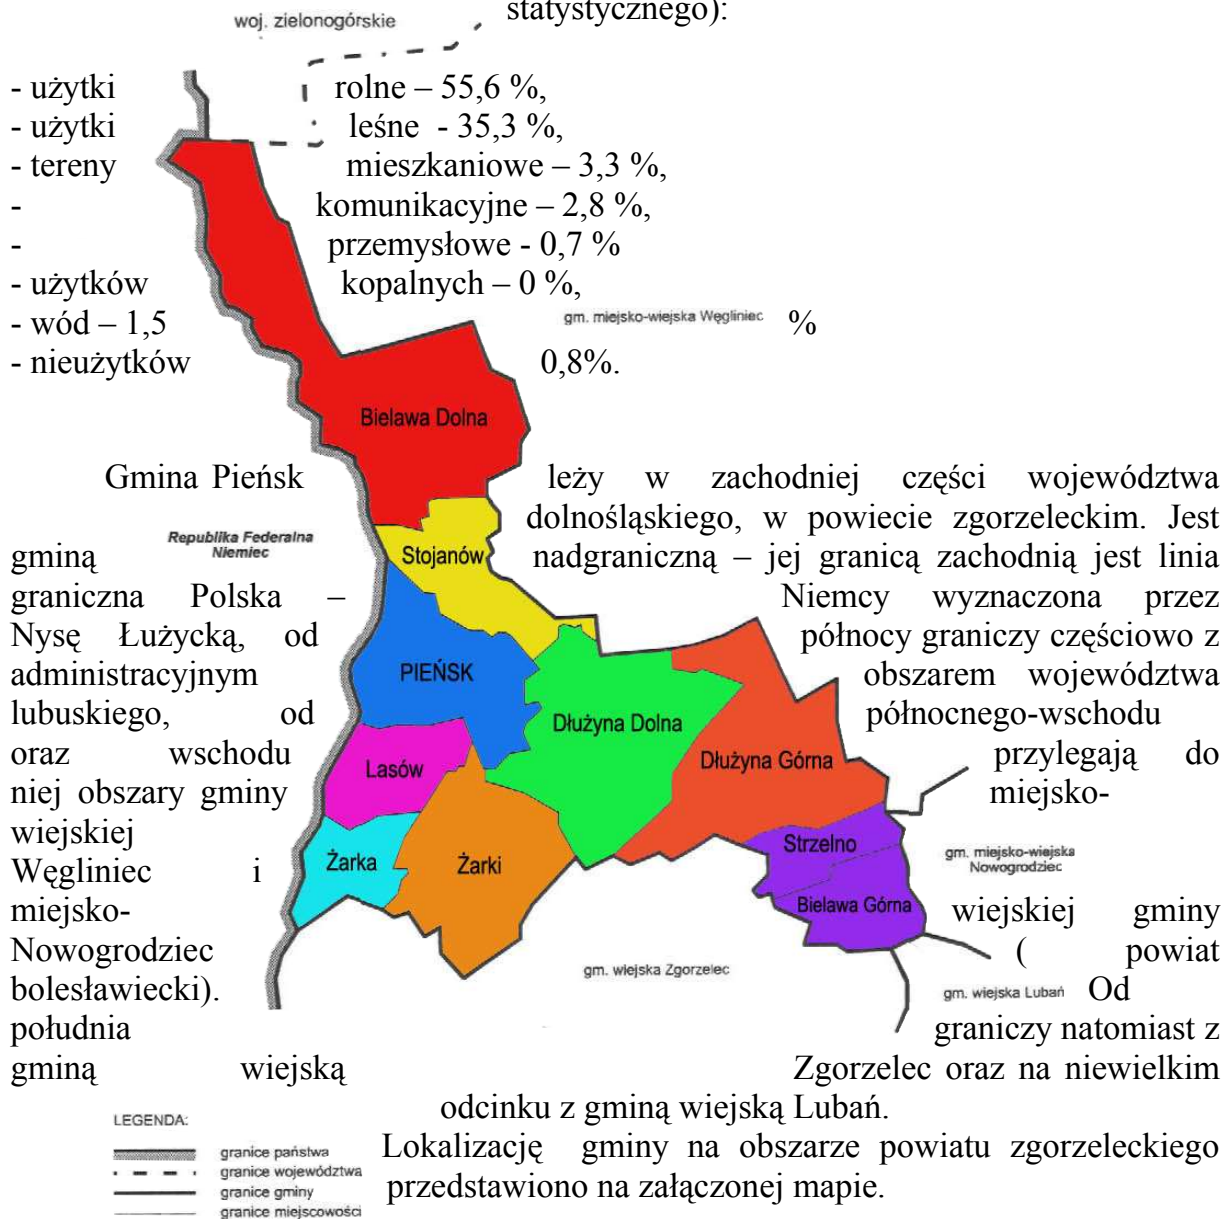 statystycznego):
woj. zielonogórskie
- użytki rolne – 55,6 %,
- użytki leśne - 35,3 %,
- tereny mieszkaniowe – 3,3 %,
- komunikacyjne – 2,8 %,
- przemysłowe - 0,7 %
- użytków kopalnych – 0 %,
- wód – 1,5 %
gm. miejsko-wiejska Węgliniec
- nieużytków 0,8%.
Bielawa Dolna
Gmina Pieńsk leży w zachodniej części województwa
dolnośląskiego, w powiecie zgorzeleckim. Jest
gminą nadgraniczną – jej granicą zachodnią jest linia
graniczna Polska – Niemcy wyznaczona przez
Nysę Łużycką, od północy graniczy częściowo z
administracyjnym obszarem województwa
lubuskiego, od północnego-wschodu
oraz wschodu przylegają do
niej obszary gminy miejsko-
wiejskiej
Węgliniec i
miejsko- wiejskiej gminy
Nowogrodziec ( powiat
bolesławiecki). Od
południa graniczy natomiast z
gminą wiejską Zgorzelec oraz na niewielkim
odcinku z gminą wiejską Lubań.
Lokalizację gminy na obszarze powiatu zgorzeleckiego
przedstawiono na załączonej mapie.
Republika Federalna
Niemiec
Stojanów
PIEŃSK
Dłużyna Dolna
Lasów
Dłużyna Górna
Żarka
Żarki
Strzelno
Bielawa Górna
gm. miejsko-wiejska
Nowogrodziec
gm. wiejska Zgorzelec
gm. wiejska Lubań
LEGENDA:
granice państwa
granice województwa
granice gminy
granice miejscowości